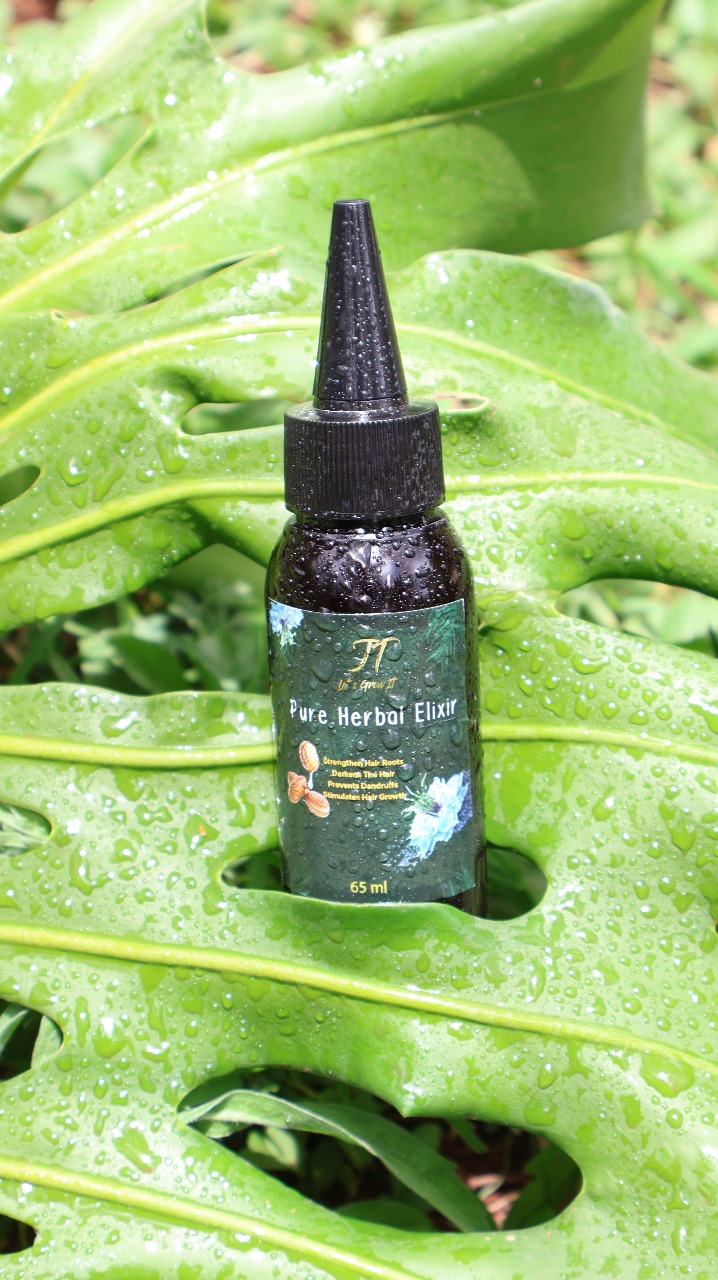 JT
Let's Grow IT
Pure Herbal Elixir
Strengthen Hair Roots
Darkens The Hair
Prevents Dandruffs
Stimulates Hair Growth
65 ml